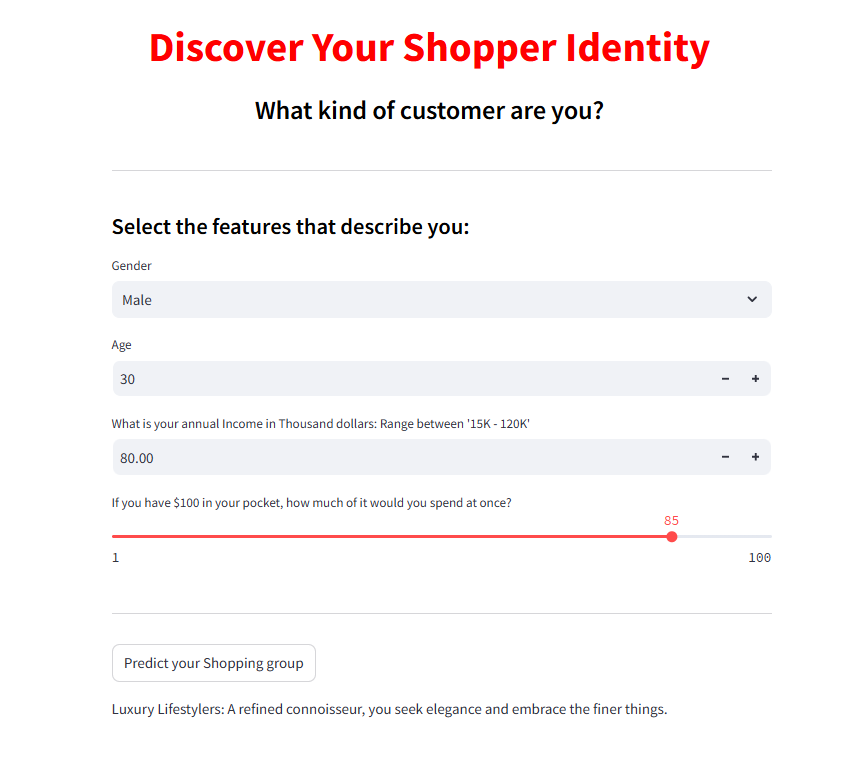 Discover Your Shopper Identity
What kind of customer are you?
Select the features that describe you:
Gender
Male
Age
30
What is your annual Income in Thousand dollars: Range between '15K - 120K'
80.00
If you have $100 in your pocket, how much of it would you spend at once?
85
1 100
Predict your Shopping group
Luxury Lifestylers: A refined connoisseur, you seek elegance and embrace the finer things.